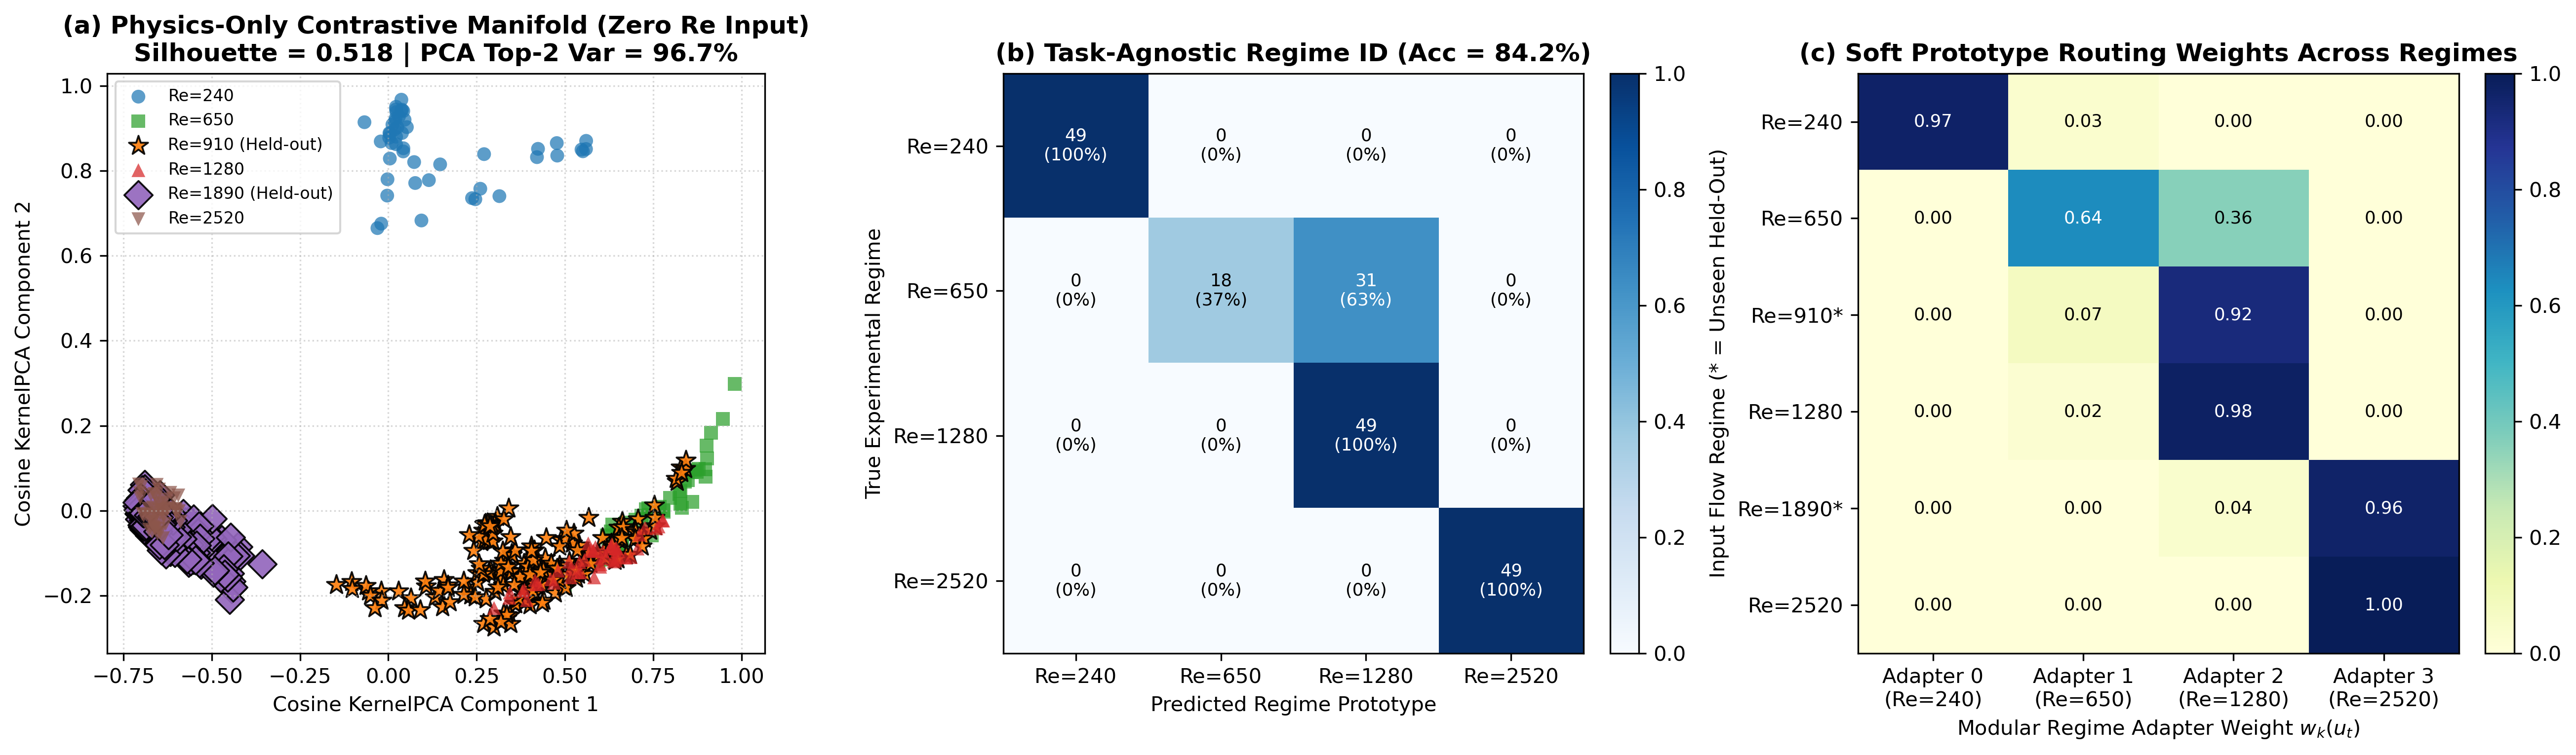 (a) Physics-Only Contrastive Manifold (Zero Re Input)
Silhouette = 0.518 | PCA Top-2 Var = 96.7%
Re=240
Re=650
Re=910 (Held-out)
Re=1280
Re=1890 (Held-out)
Re=2520
Cosine KernelPCA Component 2
1.0
0.8
0.6
0.4
0.2
0.0
−0.2
−0.75
−0.50
−0.25
0.00
0.25
0.50
0.75
1.00
Cosine KernelPCA Component 1
(b) Task-Agnostic Regime ID (Acc = 84.2%)
True Experimental Regime
Re=240
49
(100%)
0
(0%)
0
(0%)
0
(0%)
Re=650
0
(0%)
18
(37%)
31
(63%)
0
(0%)
Re=1280
0
(0%)
0
(0%)
49
(100%)
0
(0%)
Re=2520
0
(0%)
0
(0%)
0
(0%)
49
(100%)
Re=240
Re=650
Re=1280
Re=2520
Predicted Regime Prototype
1.0
0.8
0.6
0.4
0.2
0.0
(c) Soft Prototype Routing Weights Across Regimes
Input Flow Regime (* = Unseen Held-Out)
Re=240
0.97
0.03
0.00
0.00
Re=650
0.00
0.64
0.36
0.00
Re=910*
0.00
0.07
0.92
0.00
Re=1280
0.00
0.02
0.98
0.00
Re=1890*
0.00
0.00
0.04
0.96
Re=2520
0.00
0.00
0.00
1.00
Adapter 0
(Re=240)
Adapter 1
(Re=650)
Adapter 2
(Re=1280)
Adapter 3
(Re=2520)
Modular Regime Adapter Weight wₖ(uₜ)
1.0
0.8
0.6
0.4
0.2
0.0